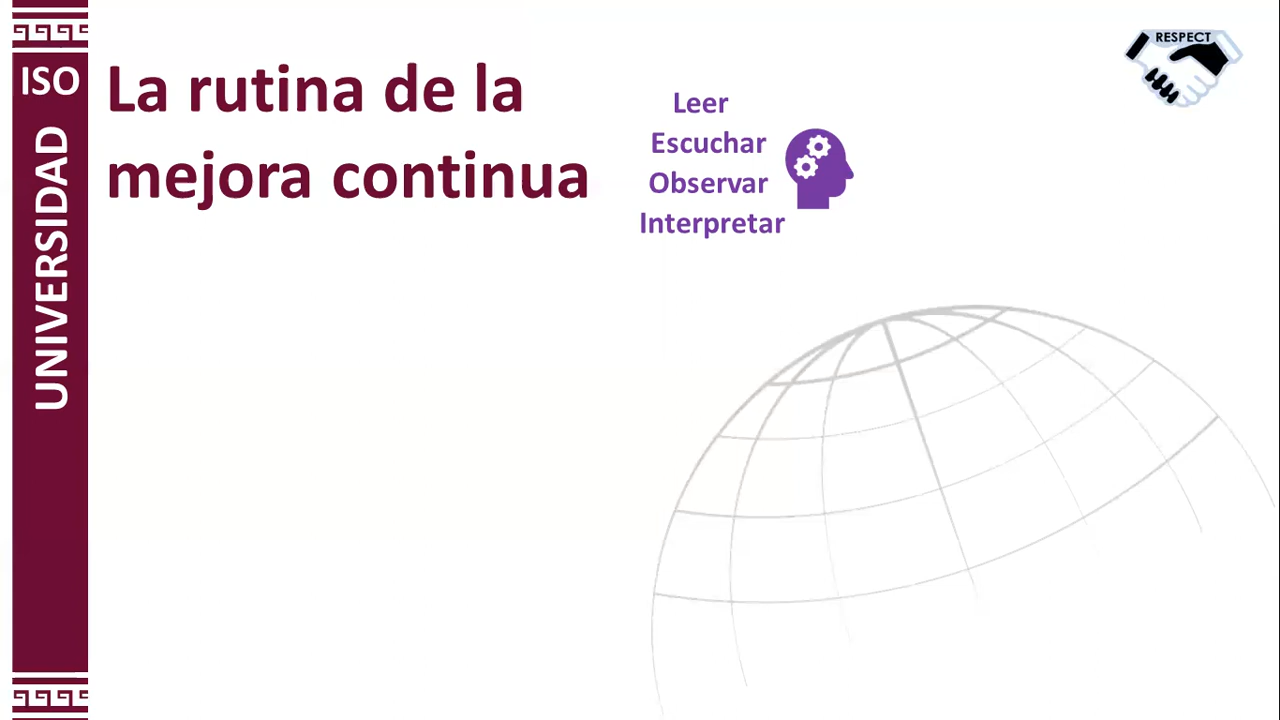 ISO
UNIVERSIDAD
La rutina de la
mejora continua
Leer
Escuchar
Observar
Interpretar
RESPECT